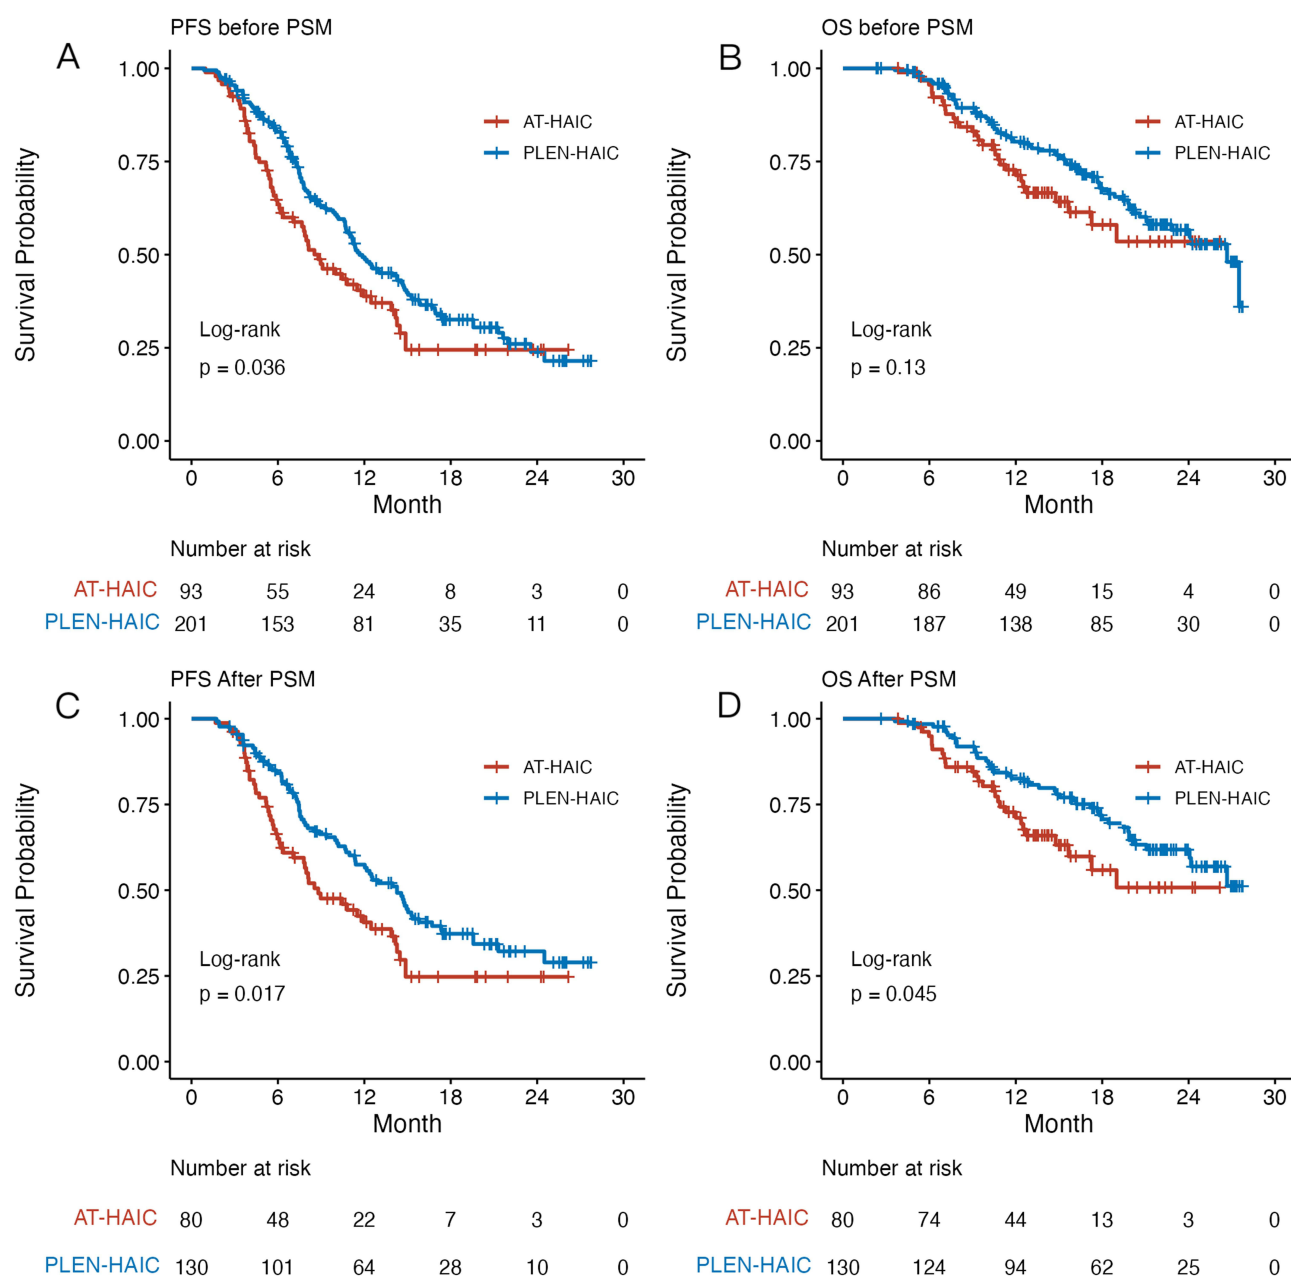 A
PFS before PSM
1.00
0.75
0.50
0.25
0.00
Survival Probability
AT-HAIC
PLEN-HAIC
Log-rank
p = 0.036
0 6 12 18 24 30
Month
Number at risk
AT-HAIC 93 55 24 8 3 0
PLEN-HAIC 201 153 81 35 11 0
B
OS before PSM
1.00
0.75
0.50
0.25
0.00
Survival Probability
AT-HAIC
PLEN-HAIC
Log-rank
p = 0.13
0 6 12 18 24 30
Month
Number at risk
AT-HAIC 93 86 49 15 4 0
PLEN-HAIC 201 187 138 85 30 0
C
PFS After PSM
1.00
0.75
0.50
0.25
0.00
Survival Probability
AT-HAIC
PLEN-HAIC
Log-rank
p = 0.017
0 6 12 18 24 30
Month
Number at risk
AT-HAIC 80 48 22 7 3 0
PLEN-HAIC 130 101 64 28 10 0
D
OS After PSM
1.00
0.75
0.50
0.25
0.00
Survival Probability
AT-HAIC
PLEN-HAIC
Log-rank
p = 0.045
0 6 12 18 24 30
Month
Number at risk
AT-HAIC 80 74 44 13 3 0
PLEN-HAIC 130 124 94 62 25 0